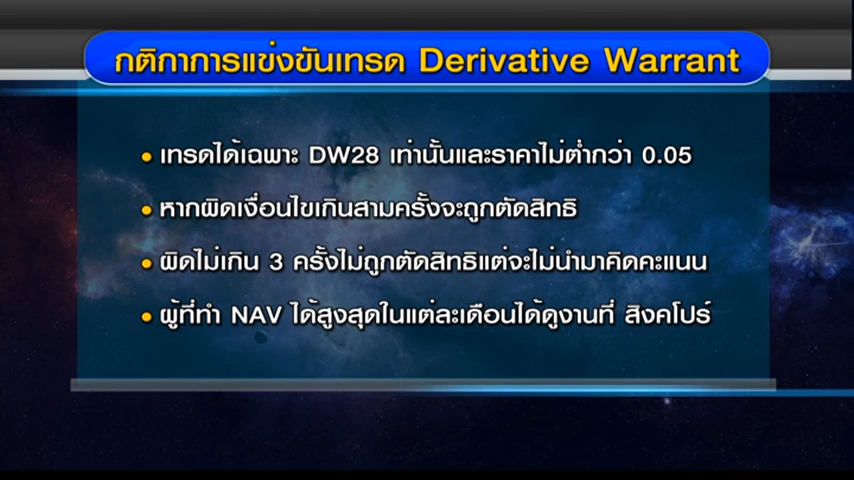 กติกาการแข่งขันเทรด Derivative Warrant
• เทรดได้เฉพาะ DW28 เท่านั้นและราคาไม่ต่ำกว่า 0.05
• หากผิดเงื่อนไขเกินสามครั้งจะถูกตัดสิทธิ
• ผิดไม่เกิน 3 ครั้งไม่ถูกตัดสิทธิแต่จะไม่นำมาคิดคะแนน
• ผู้ที่ทำ NAV ได้สูงสุดในแต่ละเดือนได้ดูงานที่ สิงคโปร์